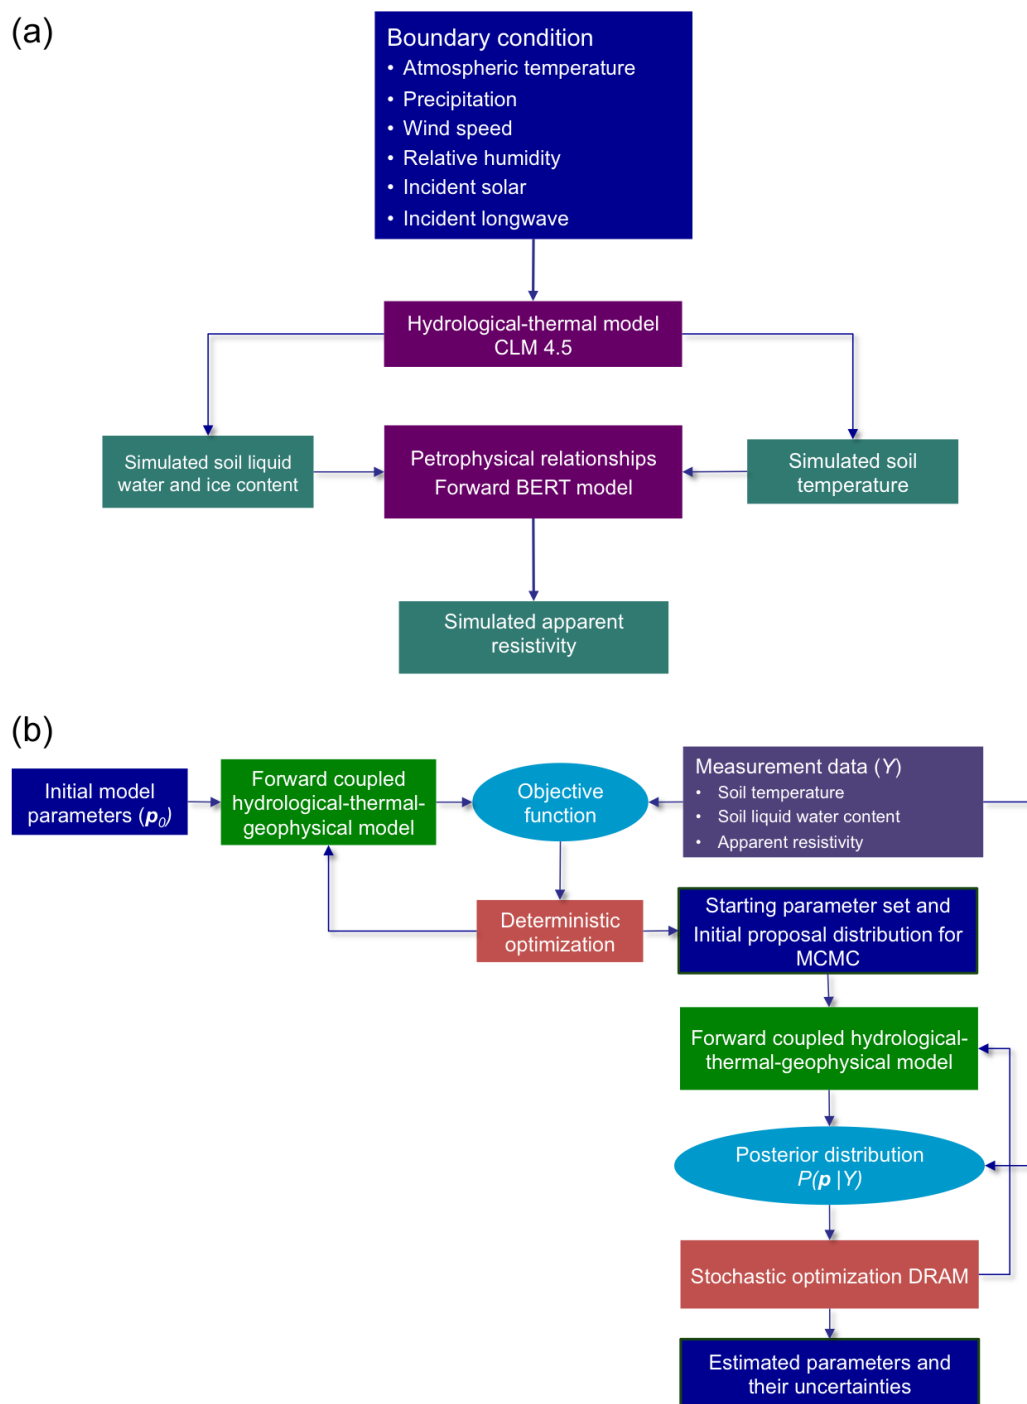 (a)
Boundary condition
• Atmospheric temperature
• Precipitation
• Wind speed
• Relative humidity
• Incident solar
• Incident longwave
Hydrological-thermal model
CLM 4.5
Simulated soil liquid
water and ice content
Petrophysical relationships
Forward BERT model
Simulated soil
temperature
Simulated apparent
resistivity
(b)
Initial model
parameters (p0)
Forward coupled
hydrological-thermal-
geophysical model
Objective
function
Measurement data (Y)
• Soil temperature
• Soil liquid water content
• Apparent resistivity
Deterministic
optimization
Starting parameter set and
Initial proposal distribution for
MCMC
Forward coupled hydrological-
thermal-geophysical model
Posterior distribution
P(p |Y)
Stochastic optimization DRAM
Estimated parameters and
their uncertainties